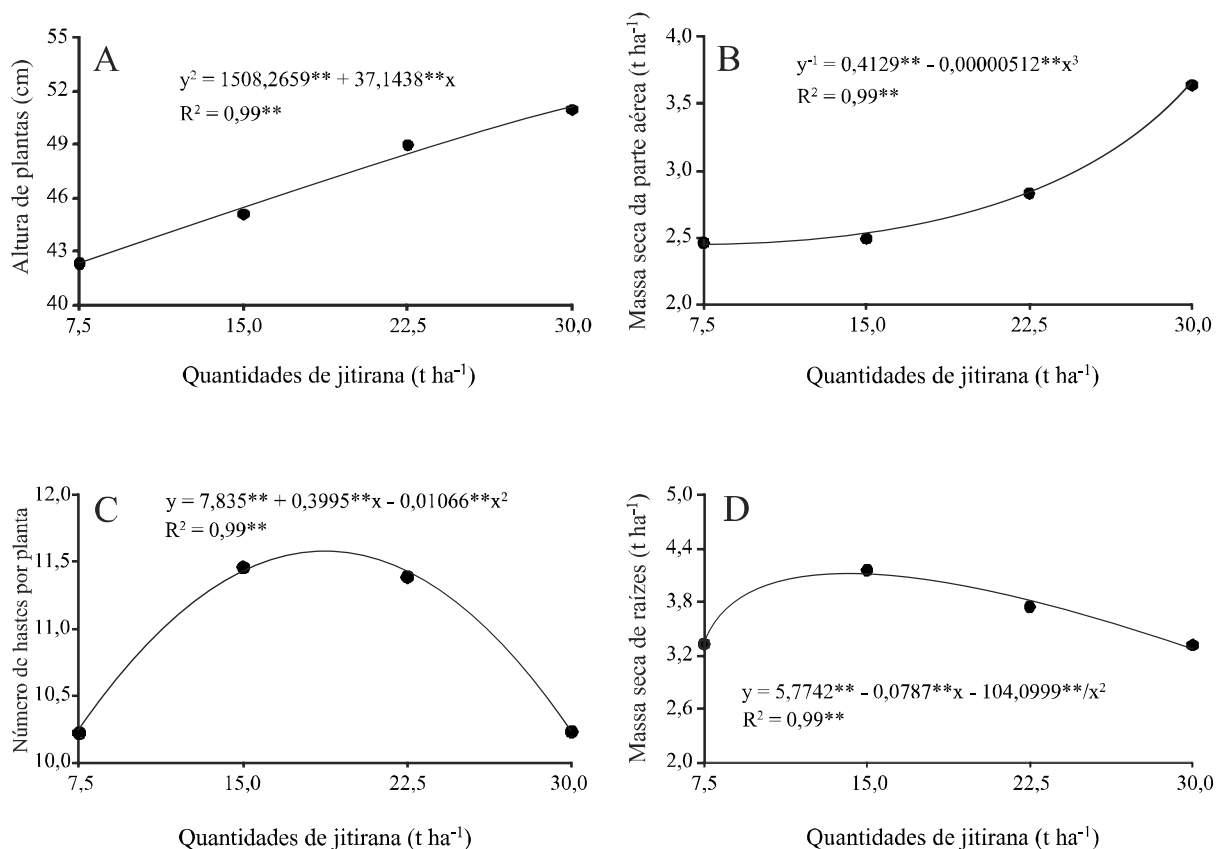 A
y² = 1508,2659** + 37,1438**x
R² = 0,99**
Altura de plantas (cm)
55
52
49
46
43
40
7,5
15,0
22,5
30,0
Quantidades de jitirana (t ha⁻¹)
B
y⁻¹ = 0,4129** - 0,00000512**x³
R² = 0,99**
Massa seca da parte aérea (t ha⁻¹)
4,0
3,5
3,0
2,5
2,0
7,5
15,0
22,5
30,0
Quantidades de jitirana (t ha⁻¹)
C
y = 7,835** + 0,3995**x - 0,01066**x²
R² = 0,99**
Número de hastes por planta
12,0
11,5
11,0
10,5
10,0
7,5
15,0
22,5
30,0
Quantidades de jitirana (t ha⁻¹)
D
Massa seca de raízes (t ha⁻¹)
5,0
4,4
3,8
3,2
2,6
2,0
y = 5,7742** - 0,0787**x - 104,0999**/x²
R² = 0,99**
7,5
15,0
22,5
30,0
Quantidades de jitirana (t ha⁻¹)